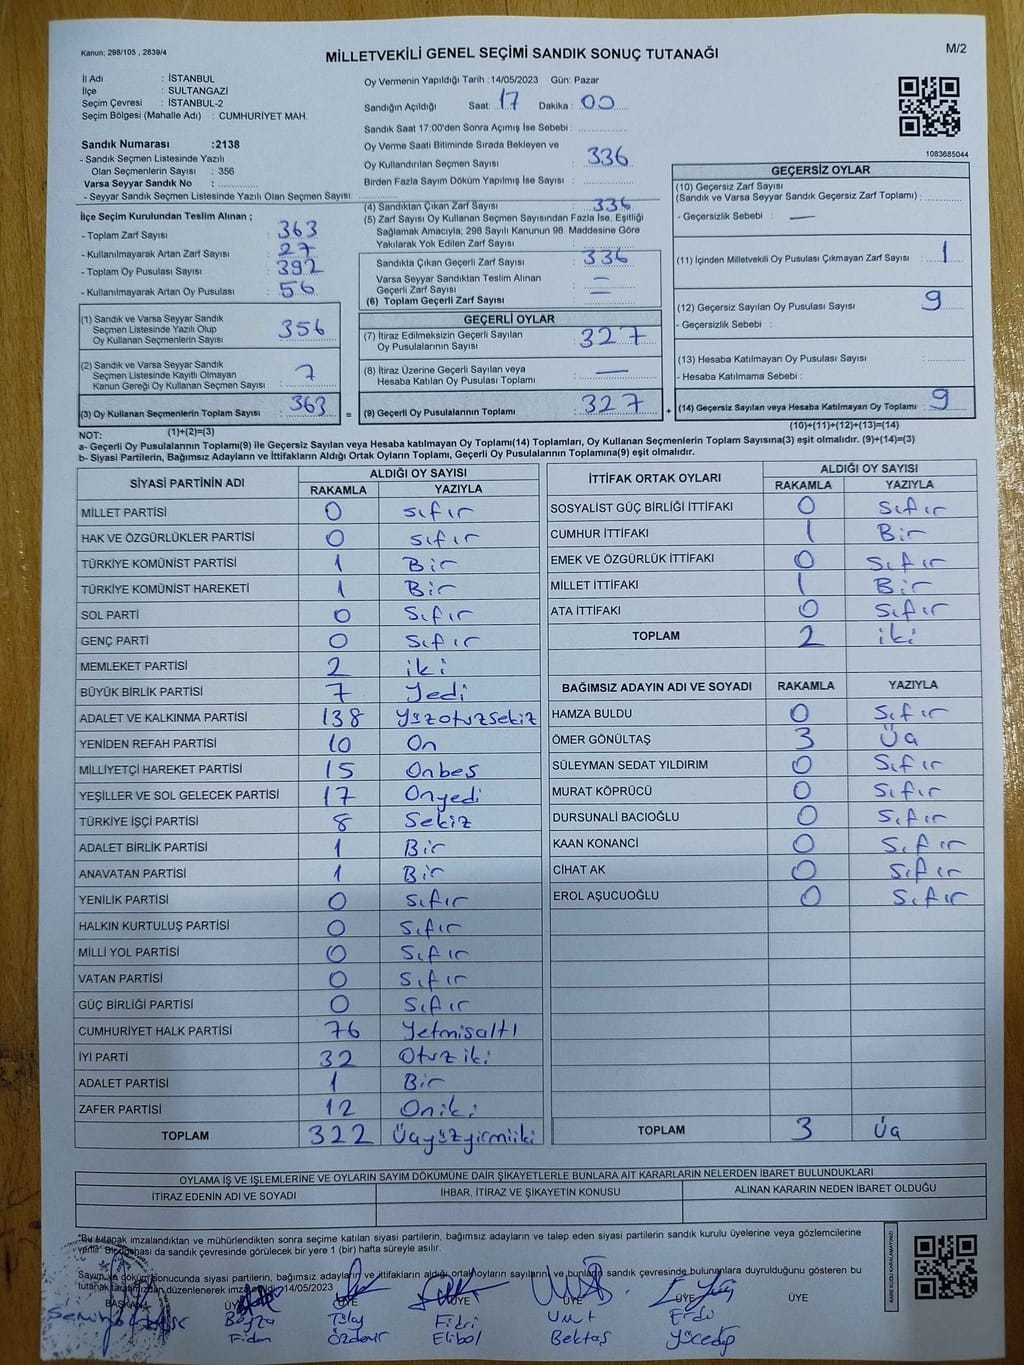 Kanun: 298/105 , 2839/4
MİLLETVEKİLİ GENEL SEÇİMİ SANDIK SONUÇ TUTANAĞI
M/2
İl Adı : İSTANBUL
İlçe : SULTANGAZİ
Seçim Çevresi : İSTANBUL-2
Seçim Bölgesi (Mahalle Adı) : CUMHURİYET MAH.
Sandık Numarası :2138
- Sandık Seçmen Listesinde Yazılı
Olan Seçmenlerin Sayısı : 356
Varsa Seyyar Sandık No :
- Seyyar Sandık Seçmen Listesinde Yazılı Olan Seçmen Sayısı:
Oy Vermenin Yapıldığı Tarih :14/05/2023 Gün: Pazar
Sandığın Açıldığı Saat: 17 Dakika : 00
Sandık Saat 17:00'den Sonra Açımış İse Sebebi :
Oy Verme Saati Bitiminde Sırada Bekleyen ve
Oy Kullandırılan Seçmen Sayısı : 336
Birden Fazla Sayım Döküm Yapılmış İse Sayısı :
1083685044
İlçe Seçim Kurulundan Teslim Alınan ;
- Toplam Zarf Sayısı : 363
- Kullanılmayarak Artan Zarf Sayısı : 27
- Toplam Oy Pusulası Sayısı : 392
- Kullanılmayarak Artan Oy Pusulası : 56
(4) Sandıktan Çıkan Zarf Sayısı : 336
(5) Zarf Sayısı Oy Kullanan Seçmen Sayısından Fazla İse, Eşitliği
Sağlamak Amacıyla, 298 Sayılı Kanunun 98. Maddesine Göre
Yakılarak Yok Edilen Zarf Sayısı :
Sandıkta Çıkan Geçerli Zarf Sayısı : 336
Varsa Seyyar Sandıktan Teslim Alınan
Geçerli Zarf Sayısı : —
(6) Toplam Geçerli Zarf Sayısı : —
GEÇERSİZ OYLAR
(10) Geçersiz Zarf Sayısı
(Sandık ve Varsa Seyyar Sandık Geçersiz Zarf Toplamı) :
- Geçersizlik Sebebi : —
(11) İçinden Milletvekili Oy Pusulası Çıkmayan Zarf Sayısı : 1
(12) Geçersiz Sayılan Oy Pusulası Sayısı : 9
- Geçersizlik Sebebi :
(13) Hesaba Katılmayan Oy Pusulası Sayısı :
- Hesaba Katılmama Sebebi :
(14) Geçersiz Sayılan veya Hesaba Katılmayan Oy Toplamı : 9
(10)+(11)+(12)+(13)=(14)
(1) Sandık ve Varsa Seyyar Sandık
Seçmen Listesinde Yazılı Olup
Oy Kullanan Seçmenlerin Sayısı : 356
(2) Sandık ve Varsa Seyyar Sandık
Seçmen Listesinde Kayıtlı Olmayan
Kanun Gereği Oy Kullanan Seçmen Sayısı : 7
(3) Oy Kullanan Seçmenlerin Toplam Sayısı : 363 =
(1)+(2)=(3)
GEÇERLİ OYLAR
(7) İtiraz Edilmeksizin Geçerli Sayılan
Oy Pusulalarının Sayısı : 327
(8) İtiraz Üzerine Geçerli Sayılan veya
Hesaba Katılan Oy Pusulası Toplamı : —
(9) Geçerli Oy Pusulalarının Toplamı : 327 +
NOT:
a- Geçerli Oy Pusulaları Toplamı(9) ile Geçersiz Sayılan veya Hesaba katılmayan Oy Toplamı(14) Toplamları, Oy Kullanan Seçmenlerin Toplam Sayısına(3) eşit olmalıdır. (9)+(14)=(3)
b- Siyasi Partilerin, Bağımsız Adayların ve İttifakların Aldığı Ortak Oyların Toplamı, Geçerli Oy Pusulalarının Toplamına(9) eşit olmalıdır.
SİYASİ PARTİNİN ADI ALDIĞI OY SAYISI
RAKAMLA YAZIYLA
MİLLET PARTİSİ 0 sıfır
HAK VE ÖZGÜRLÜKLER PARTİSİ 0 sıfır
TÜRKİYE KOMÜNİST PARTİSİ 1 Bir
TÜRKİYE KOMÜNİST HAREKETİ 1 Bir
SOL PARTİ 0 Sıfır
GENÇ PARTİ 0 Sıfır
MEMLEKET PARTİSİ 2 iki
BÜYÜK BİRLİK PARTİSİ 7 Yedi
ADALET VE KALKINMA PARTİSİ 138 Yüzotuzsekiz
YENİDEN REFAH PARTİSİ 10 On
MİLLİYETÇİ HAREKET PARTİSİ 15 Onbes
YEŞİLLER VE SOL GELECEK PARTİSİ 17 Onyedi
TÜRKİYE İŞÇİ PARTİSİ 8 Sekiz
ADALET BİRLİK PARTİSİ 1 Bir
ANAVATAN PARTİSİ 1 Bir
YENİLİK PARTİSİ 0 sıfır
HALKIN KURTULUŞ PARTİSİ 0 Sıfır
MİLLİ YOL PARTİSİ 0 Sıfır
VATAN PARTİSİ 0 Sıfır
GÜÇ BİRLİĞİ PARTİSİ 0 Sıfır
CUMHURİYET HALK PARTİSİ 76 Yetmisaltı
İYİ PARTİ 32 Otuz iki
ADALET PARTİSİ 1 Bir
ZAFER PARTİSİ 12 Oniki
TOPLAM 322 Üçyüzyirmiiki
İTTİFAK ORTAK OYLARI ALDIĞI OY SAYISI
RAKAMLA YAZIYLA
SOSYALİST GÜÇ BİRLİĞİ İTTİFAKI 0 Sıfır
CUMHUR İTTİFAKI 1 Bir
EMEK VE ÖZGÜRLÜK İTTİFAKI 0 Sıfır
MİLLET İTTİFAKI 1 Bir
ATA İTTİFAKI 0 Sıfır
TOPLAM 2 iki
BAĞIMSIZ ADAYIN ADI VE SOYADI RAKAMLA YAZIYLA
HAMZA BULDU 0 Sıfır
ÖMER GÖNÜLTAŞ 3 Üç
SÜLEYMAN SEDAT YILDIRIM 0 Sıfır
MURAT KÖPRÜCÜ 0 Sıfır
DURSUNALİ BACIOĞLU 0 Sıfır
KAAN KONANCİ 0 Sıfır
CİHAT AK 0 Sıfır
EROL AŞUCUOĞLU 0 Sıfır
TOPLAM 3 Üç
OYLAMA İŞ VE İŞLEMLERİNE VE OYLARIN SAYIM DÖKÜMÜNE DAİR ŞİKAYETLERLE BUNLARA AİT KARARLARIN NELERDEN İBARET BULUNDUKLARI
İTİRAZ EDENİN ADI VE SOYADI İHBAR, İTİRAZ VE ŞİKAYETİN KONUSU ALINAN KARARIN NEDEN İBARET OLDUĞU
"Bu tutanak imzalandıktan ve mühürlendikten sonra seçime katılan siyasi partilerin, bağımsız adayların ve talep eden siyasi partilerin sandık kurulu üyelerine veya gözlemcilerine
verilir. Bir da sandık çevresinde görülecek bir yere 1 (bir) hafta süreyle asılır.
Sayım ve döküm sonucunda siyasi partilerin, bağımsız adayların ve ittifakların aldığı ortak oyların sayıları ve bunların sandık çevresinde bulunanlara duyrulduğunu gösteren bu
tutanak tarafımızdan düzenlenerek imza 14/05/2023
BAŞKAN ÜYE ÜYE ÜYE ÜYE ÜYE ÜYE
Fidan Özdemir Fikri Elibol Umut Bektaş
KARE KODU KARALAMAYINIZ!